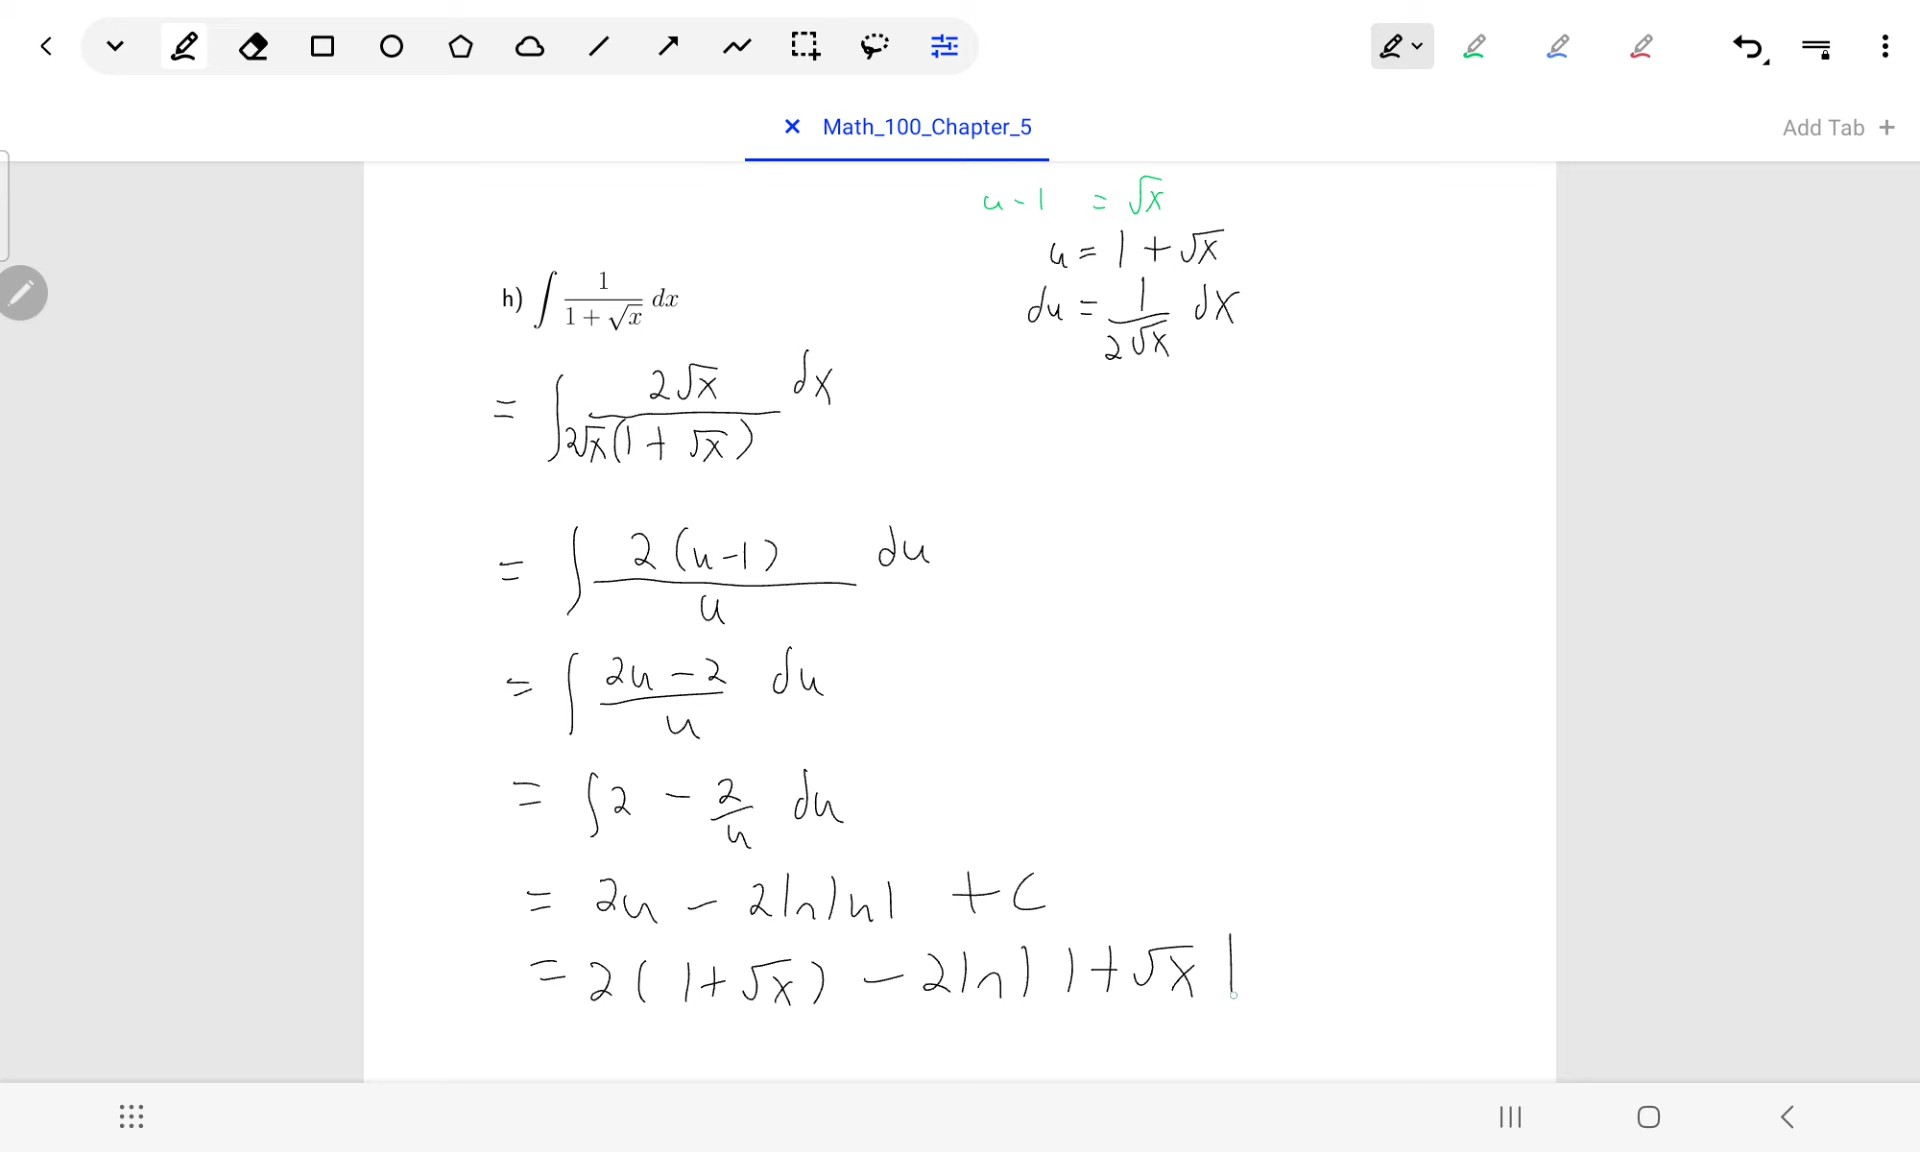 Math_100_Chapter_5
Add Tab +
u - 1 = √x
u = 1 + √x
h) ∫ 1/(1 + √x) dx
du = 1/(2√x) dx
= ∫ 2√x/(2√x(1 + √x)) dx
= ∫ 2(u-1)/u du
= ∫ (2u - 2)/u du
= ∫ 2 - 2/u du
= 2u - 2ln|u| + C
= 2(1+√x) - 2ln|1+√x|